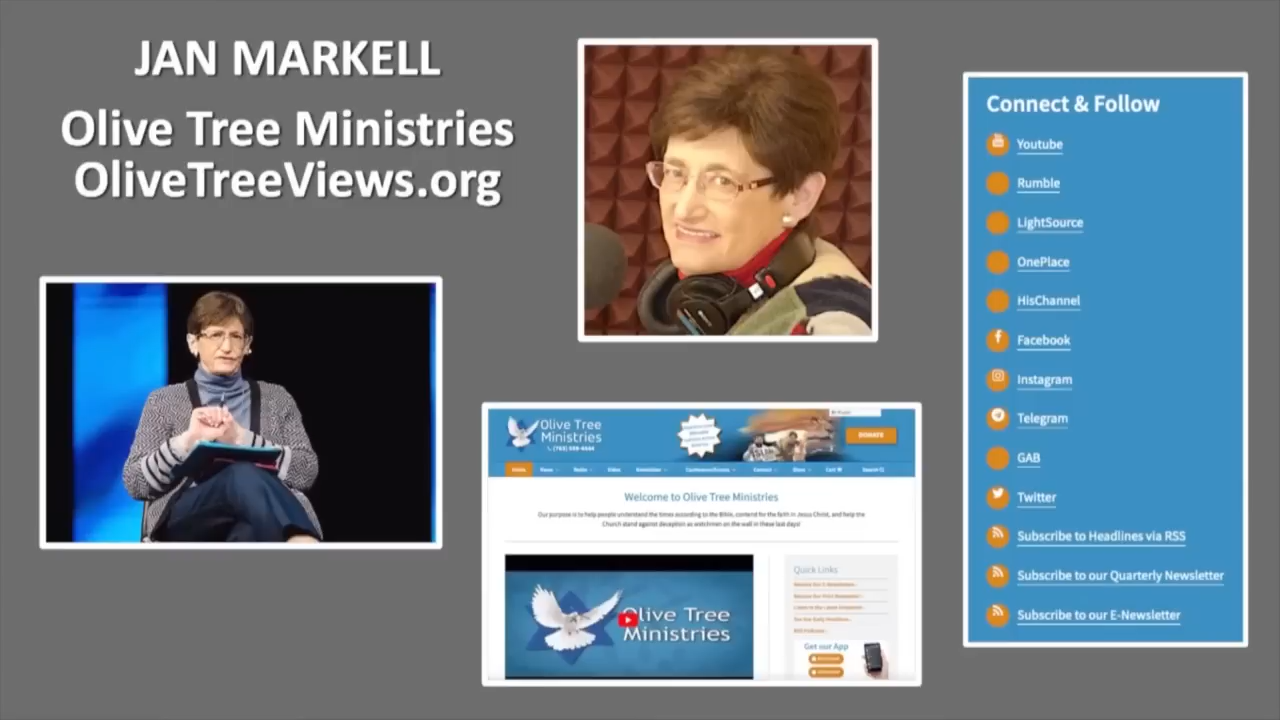 JAN MARKELL
Olive Tree Ministries
OliveTreeViews.org
Connect & Follow
Youtube
Rumble
LightSource
OnePlace
HisChannel
Facebook
Instagram
Telegram
GAB
Twitter
Subscribe to Headlines via RSS
Subscribe to our Quarterly Newsletter
Subscribe to our E-Newsletter
Olive Tree
Ministries
DONATE
Welcome to Olive Tree Ministries
Our purpose is to help people understand the times according to the Bible, contend for the faith in Jesus Christ, and help the
Church stand against deception as watchmen on the wall in these last days!
Olive Tree
Ministries
Quick Links
Get our App